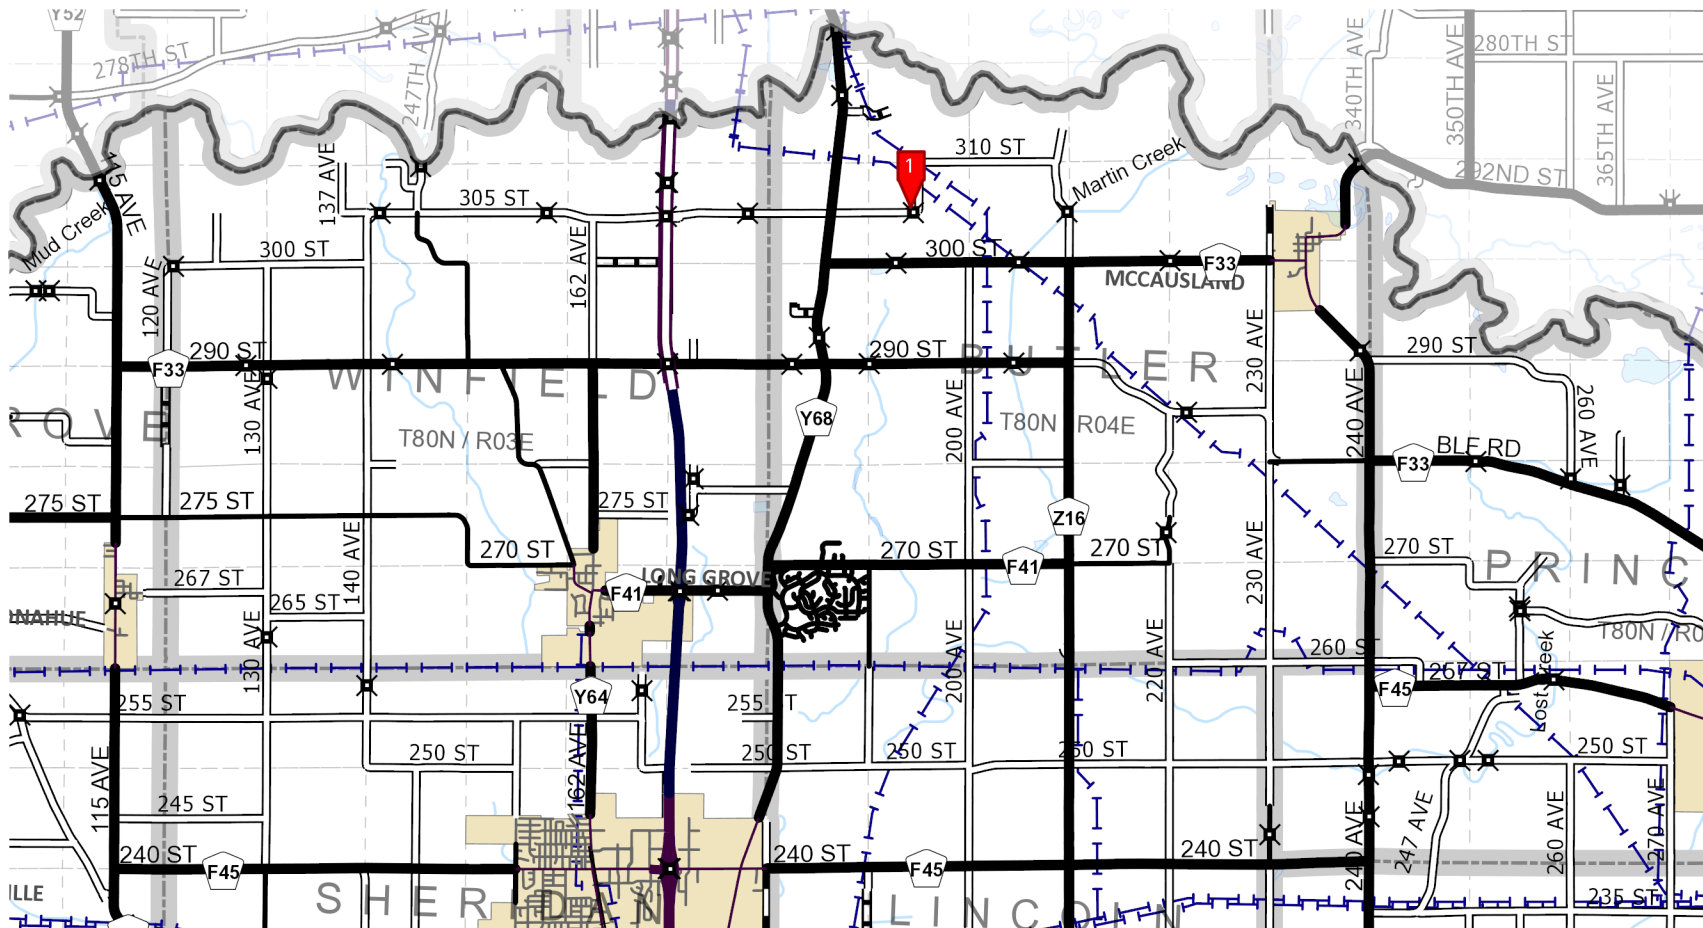 Y52
278TH ST
247TH AVE
340TH AVE
350TH AVE
280TH ST
365TH AVE
292ND ST
115 AVE
Mud Creek
137 AVE
305 ST
1
310 ST
Martin Creek
300 ST
120 AVE
162 AVE
300 ST
F33
MCCAUSLAND
230 AVE
F33
290 ST
290 ST
290 ST
WINFIELD
BUTLER
130 AVE
T80N / R03E
Y68
200 AVE
T80N / R04E
240 AVE
260 AVE
F33
275 ST
275 ST
275 ST
Z16
270 ST
270 ST
F41
270 ST
270 ST
230 AVE
PRINC
140 AVE
267 ST
265 ST
F41
LONG GROVE
NAHUE
130 AVE
200 AVE
220 AVE
260 ST
267 ST
F45
Lost Creek
T80N / R0
Y64
255 ST
255 ST
115 AVE
250 ST
162 AVE
250 ST
250 ST
250 ST
250 ST
245 ST
240 AVE
247 AVE
260 AVE
270 AVE
240 ST
F45
240 ST
F45
240 ST
LLE
SHERIDAN
LINCOLN
235 ST